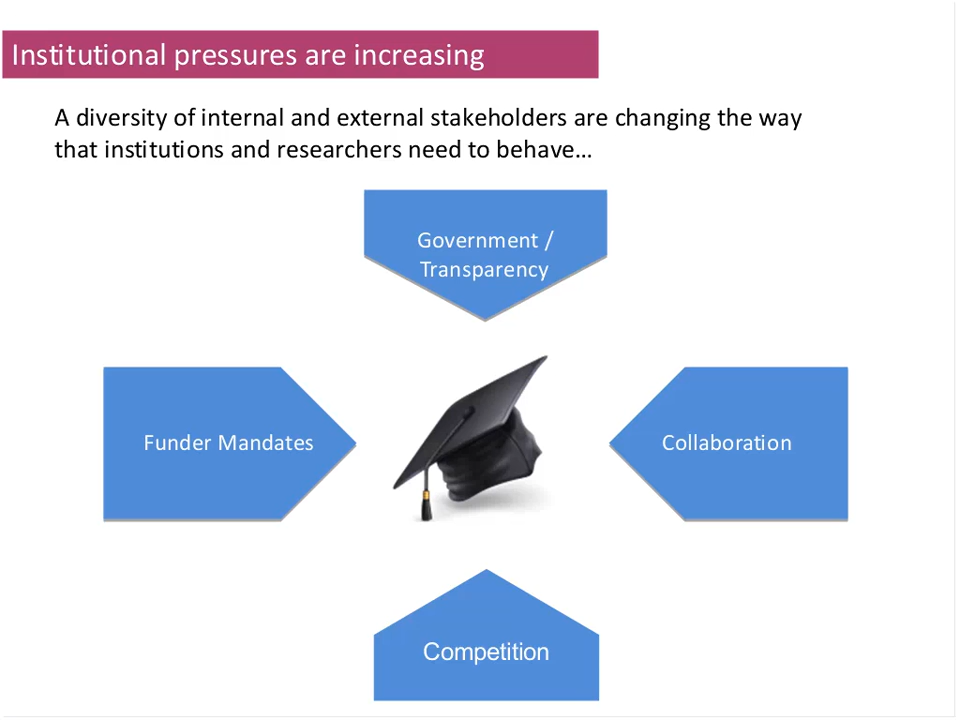 Institutional pressures are increasing
A diversity of internal and external stakeholders are changing the way
that institutions and researchers need to behave…
Government /
Transparency
Funder Mandates
Collaboration
Competition